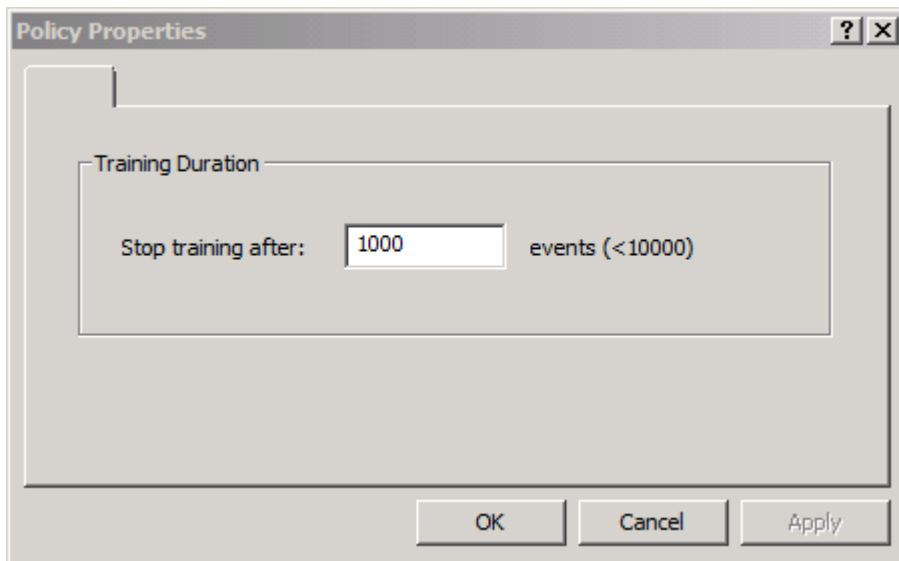 Policy Properties
Training Duration
Stop training after: 1000 events (<10000)
OK Cancel Apply